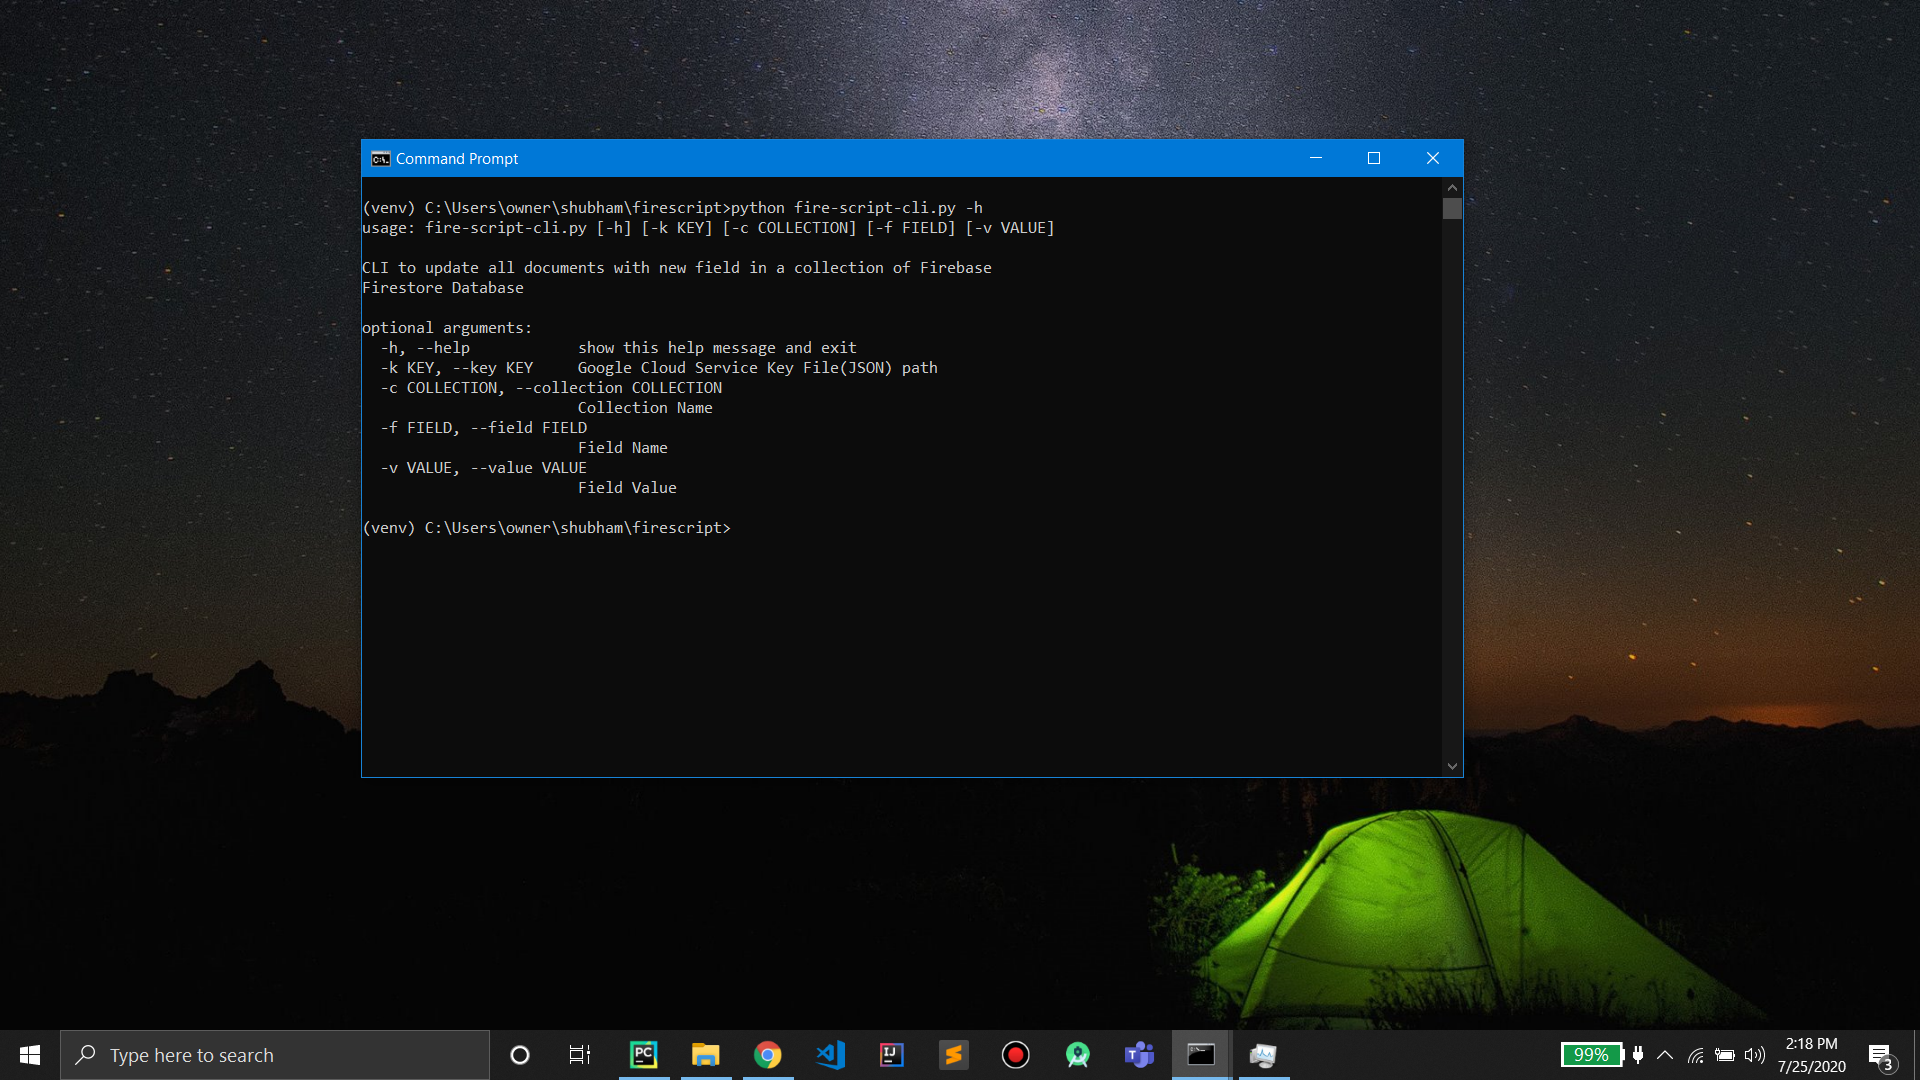 Command Prompt
(venv) C:\Users\owner\shubham\firescript>python fire-script-cli.py -h
usage: fire-script-cli.py [-h] [-k KEY] [-c COLLECTION] [-f FIELD] [-v VALUE]
CLI to update all documents with new field in a collection of Firebase
Firestore Database
optional arguments:
-h, --help show this help message and exit
-k KEY, --key KEY Google Cloud Service Key File(JSON) path
-c COLLECTION, --collection COLLECTION
Collection Name
-f FIELD, --field FIELD
Field Name
-v VALUE, --value VALUE
Field Value
(venv) C:\Users\owner\shubham\firescript>
Type here to search
PC
IJ
T
99%
2:18 PM
7/25/2020
3